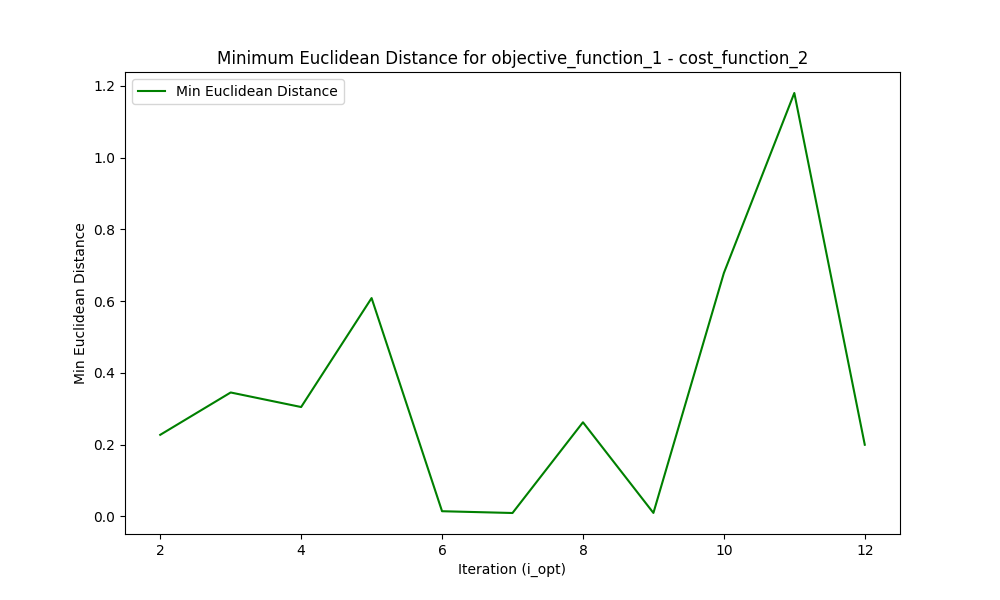 Minimum Euclidean Distance for objective_function_1 - cost_function_2
Min Euclidean Distance
Min Euclidean Distance
1.2
1.0
0.8
0.6
0.4
0.2
0.0
2 4 6 8 10 12
Iteration (i_opt)